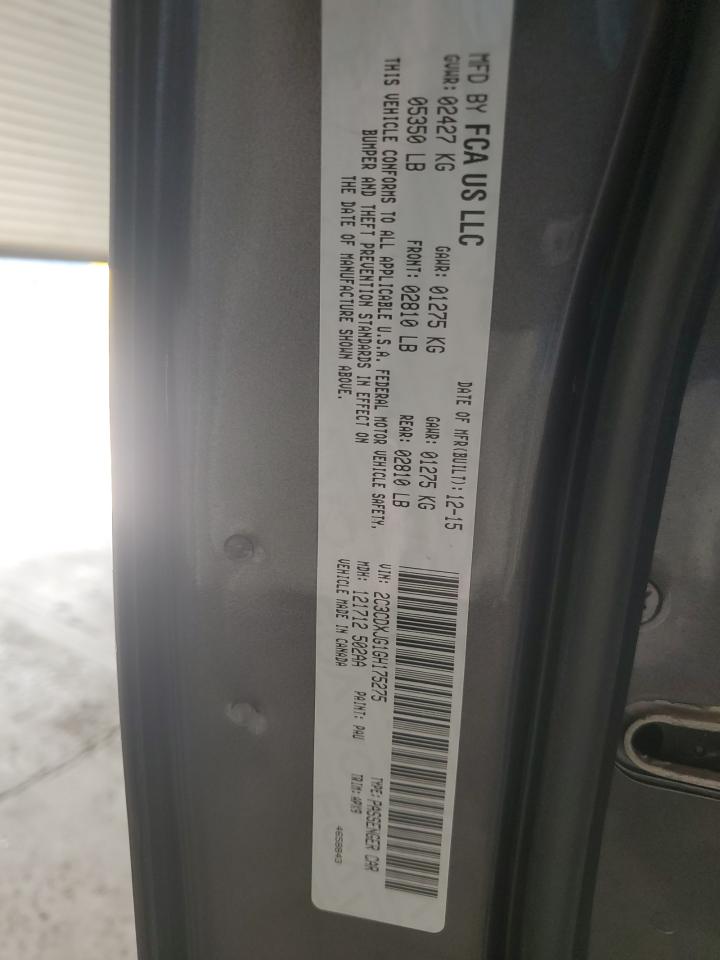 MFD BY FCA US LLC
DATE OF MFR(BUILT): 12-15
GVWR: 02427 KG
GAWR: 01275 KG
GAWR: 01275 KG
05350 LB
FRONT: 02810 LB
REAR: 02810 LB
THIS VEHICLE CONFORMS TO ALL APPLICABLE U.S.A. FEDERAL MOTOR VEHICLE SAFETY,
BUMPER AND THEFT PREVENTION STANDARDS IN EFFECT ON
THE DATE OF MANUFACTURE SHOWN ABOVE.
VIN: 2C3CDXJG1GH175275
TYPE: PASSENGER CAR
MDH: 121712 502AA
PAINT: PAU
TRIM: APX9
VEHICLE MADE IN CANADA
4658843